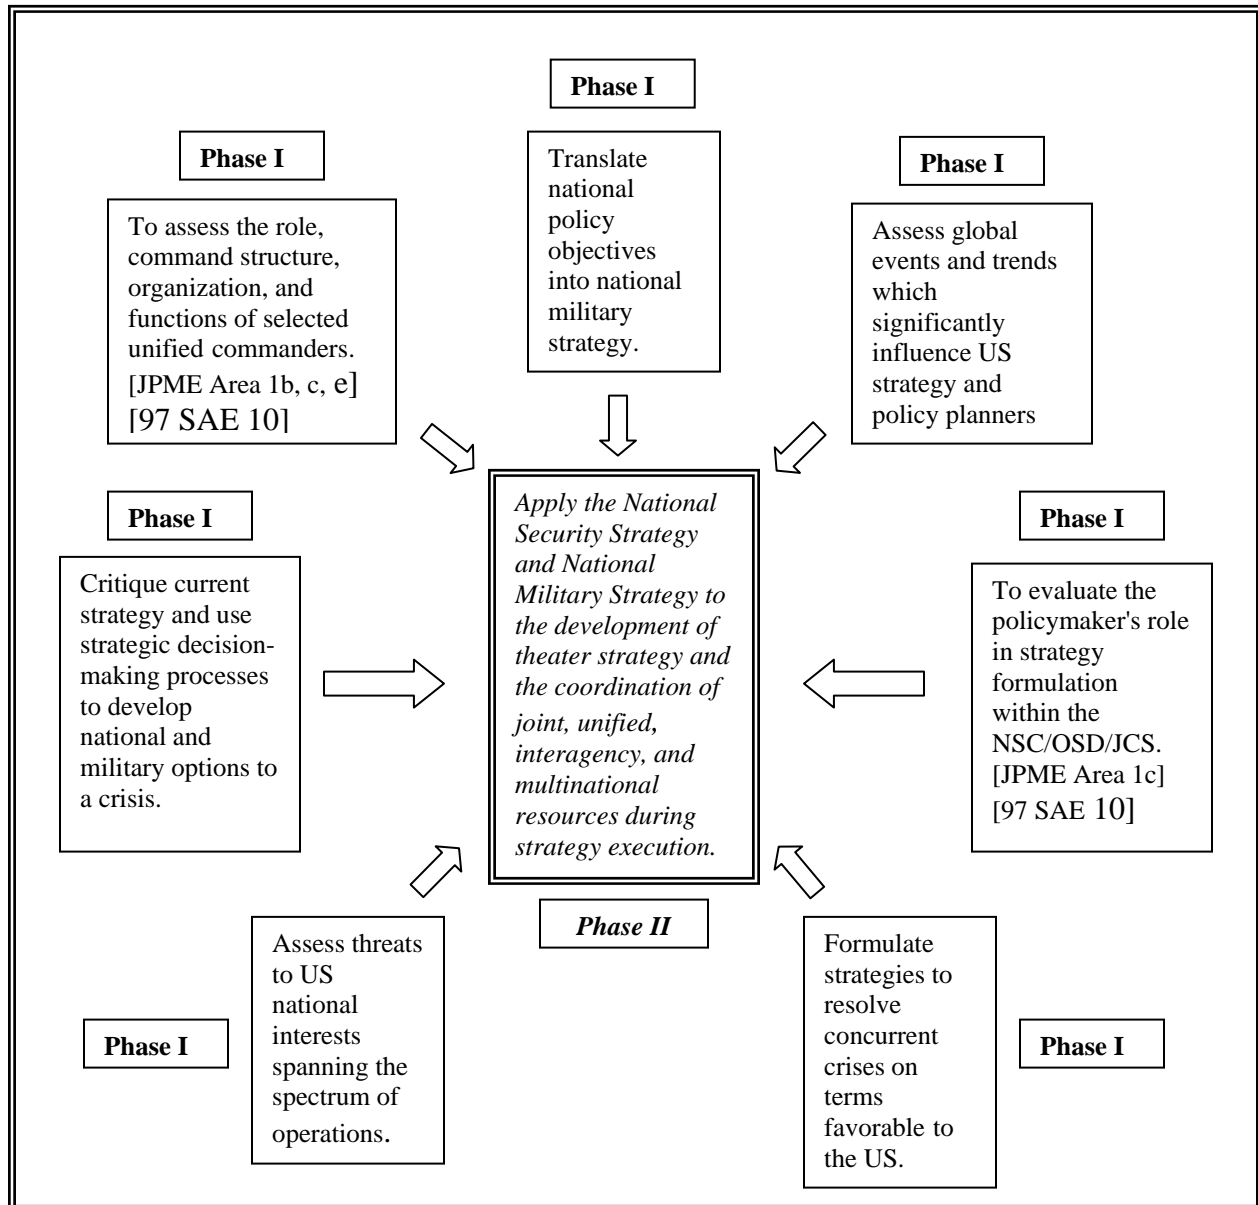 Phase I
Translate
national
policy
objectives
into national
military
strategy.
Phase I
To assess the role,
command structure,
organization, and
functions of selected
unified commanders.
[JPME Area 1b, c, e]
[97 SAE 10]
Phase I
Assess global
events and trends
which
significantly
influence US
strategy and
policy planners
Phase I
Critique current
strategy and use
strategic decision-
making processes
to develop
national and
military options to
a crisis.
Apply the National
Security Strategy
and National
Military Strategy to
the development of
theater strategy and
the coordination of
joint, unified,
interagency, and
multinational
resources during
strategy execution.
Phase II
Phase I
To evaluate the
policymaker's role
in strategy
formulation
within the
NSC/OSD/JCS.
[JPME Area 1c]
[97 SAE 10]
Phase I
Assess threats
to US
national
interests
spanning the
spectrum of
operations.
Formulate
strategies to
resolve
concurrent
crises on
terms
favorable to
the US.
Phase I